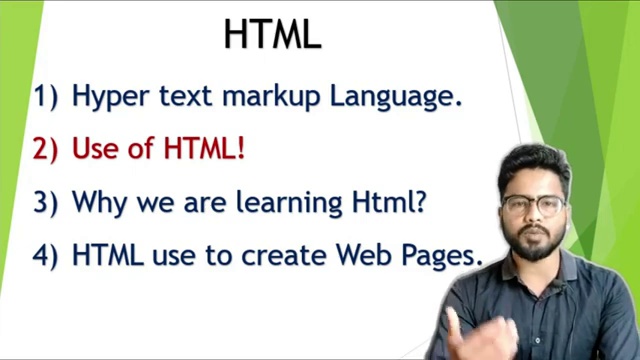 HTML
1) Hyper text markup Language.
2) Use of HTML!
3) Why we are learning Html?
4) HTML use to create Web Pages.